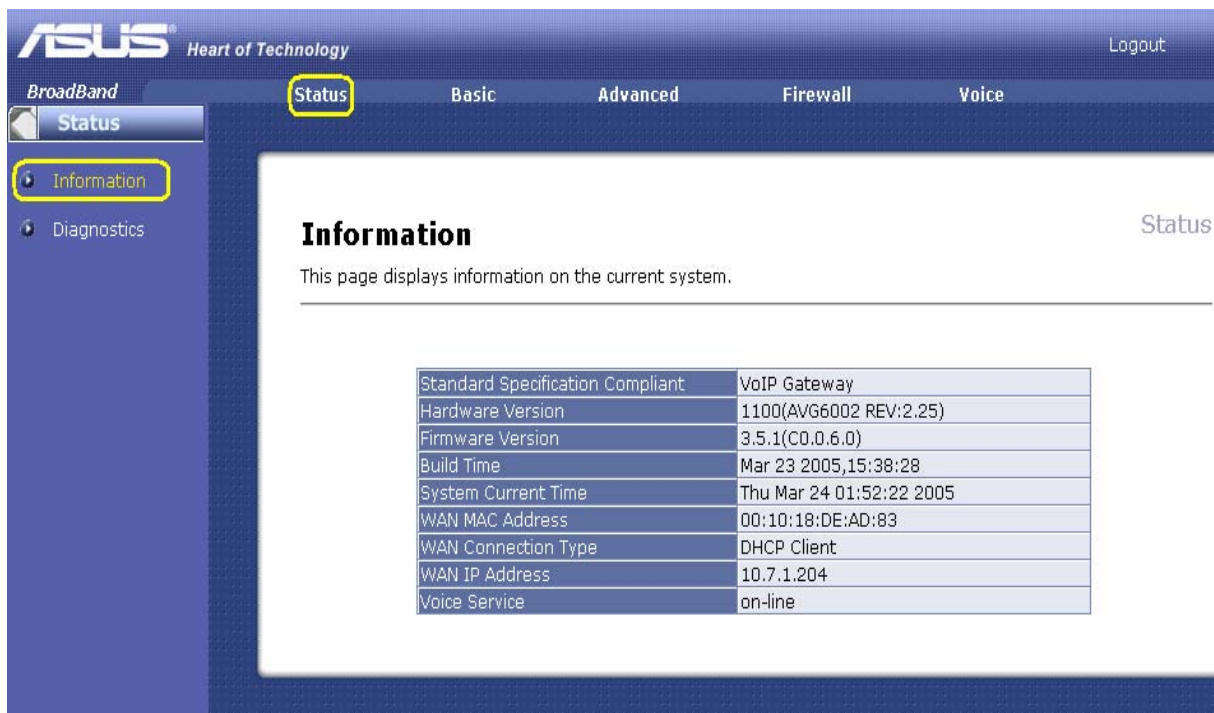 ASUS® Heart of Technology
Logout
BroadBand
Status Basic Advanced Firewall Voice
Status
Information
Diagnostics
Information
Status
This page displays information on the current system.
Standard Specification Compliant VoIP Gateway
Hardware Version 1100(AVG6002 REV:2.25)
Firmware Version 3.5.1(C0.0.6.0)
Build Time Mar 23 2005,15:38:28
System Current Time Thu Mar 24 01:52:22 2005
WAN MAC Address 00:10:18:DE:AD:83
WAN Connection Type DHCP Client
WAN IP Address 10.7.1.204
Voice Service on-line